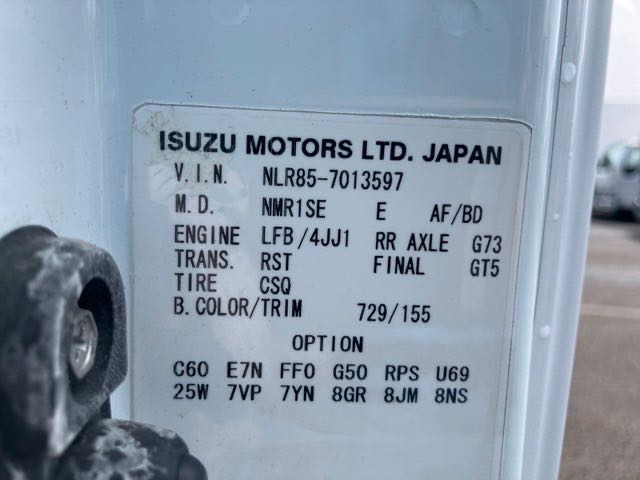 ISUZU MOTORS LTD. JAPAN
V.I.N. NLR85-7013597
M.D. NMR1SE E AF/BD
ENGINE LFB/4JJ1 RR AXLE G73
TRANS. RST FINAL GT5
TIRE CSQ
B.COLOR/TRIM 729/155
OPTION
C60 E7N FF0 G50 RPS U69
25W 7VP 7YN 8GR 8JM 8NS